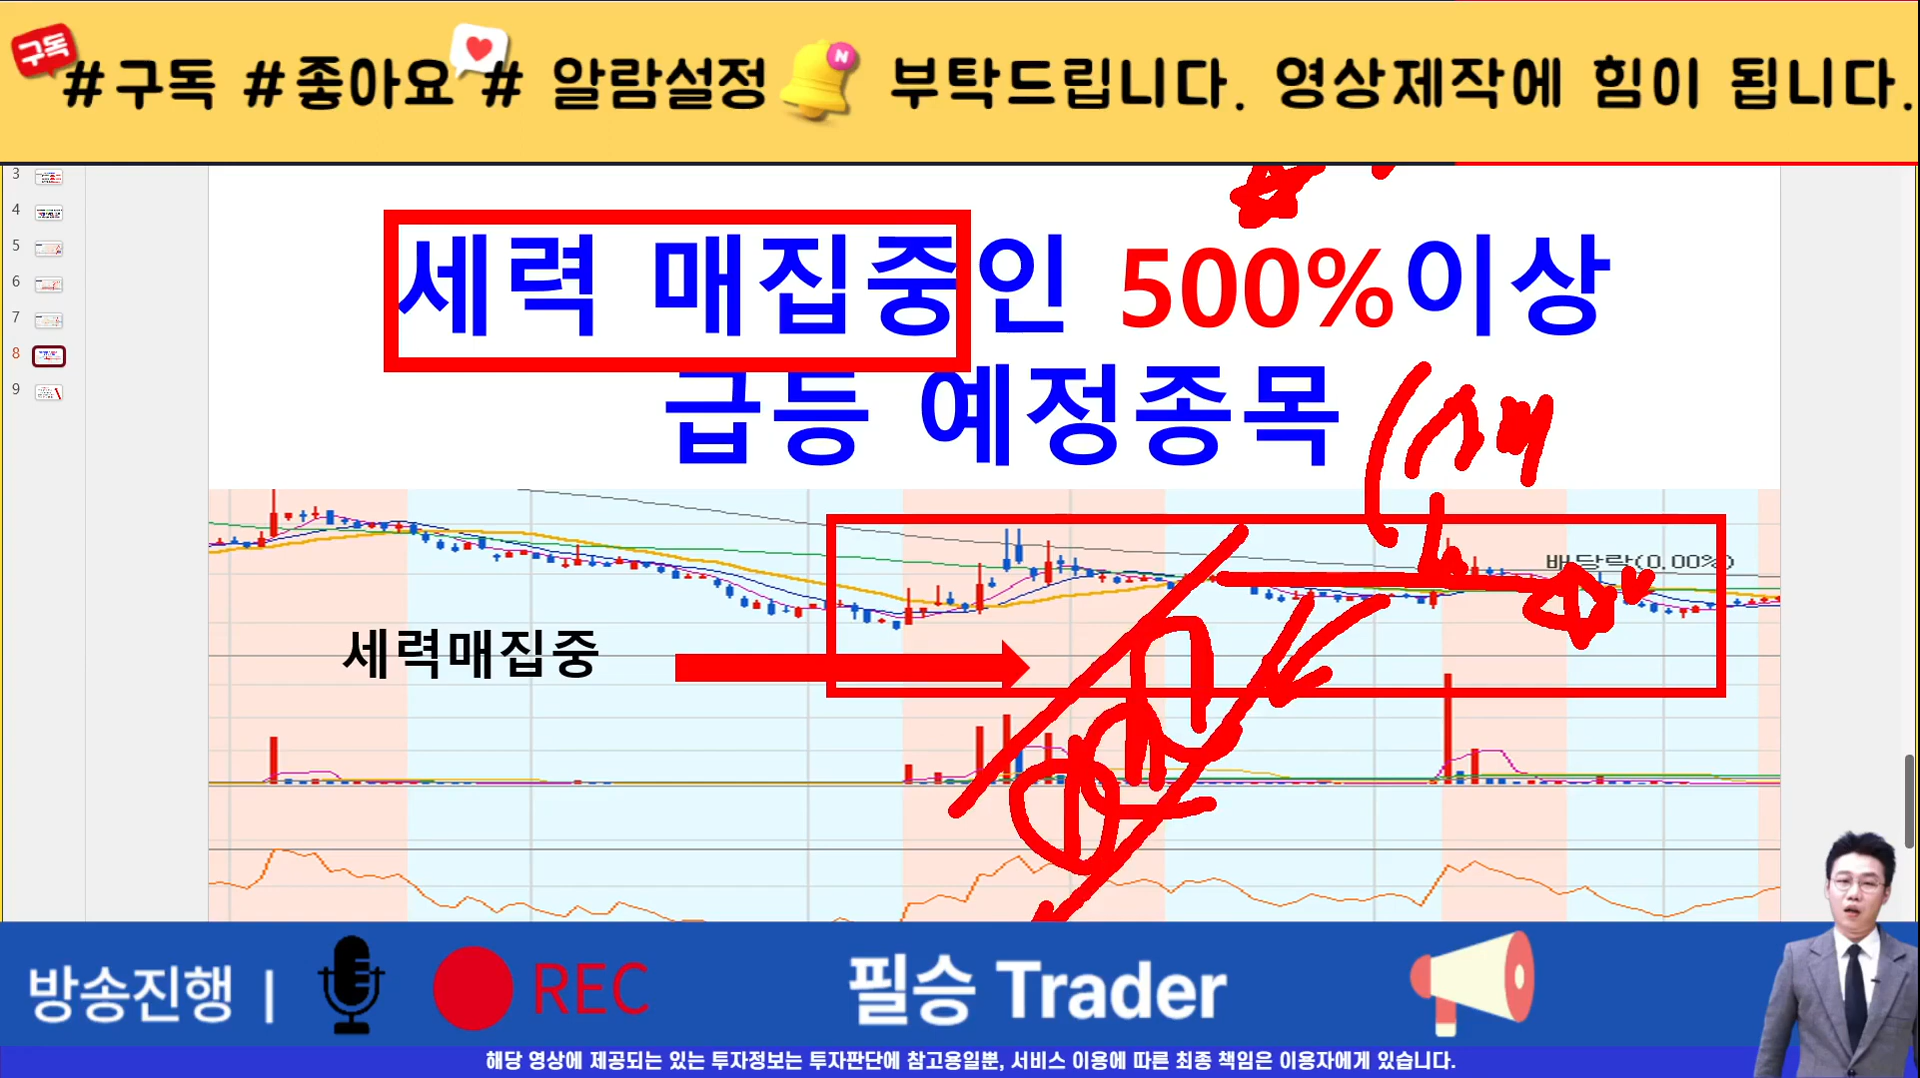 구독
#구독 #좋아요 # 알람설정 N 부탁드립니다. 영상제작에 힘이 됩니다.
3
4
5
6
7
8
9
세력 매집중인 500%이상
급등 예정종목
배당락(0.00%)
세력매집중
방송진행 | REC 필승 Trader
해당 영상에 제공되는 있는 투자정보는 투자판단에 참고용일뿐, 서비스 이용에 따른 최종 책임은 이용자에게 있습니다.